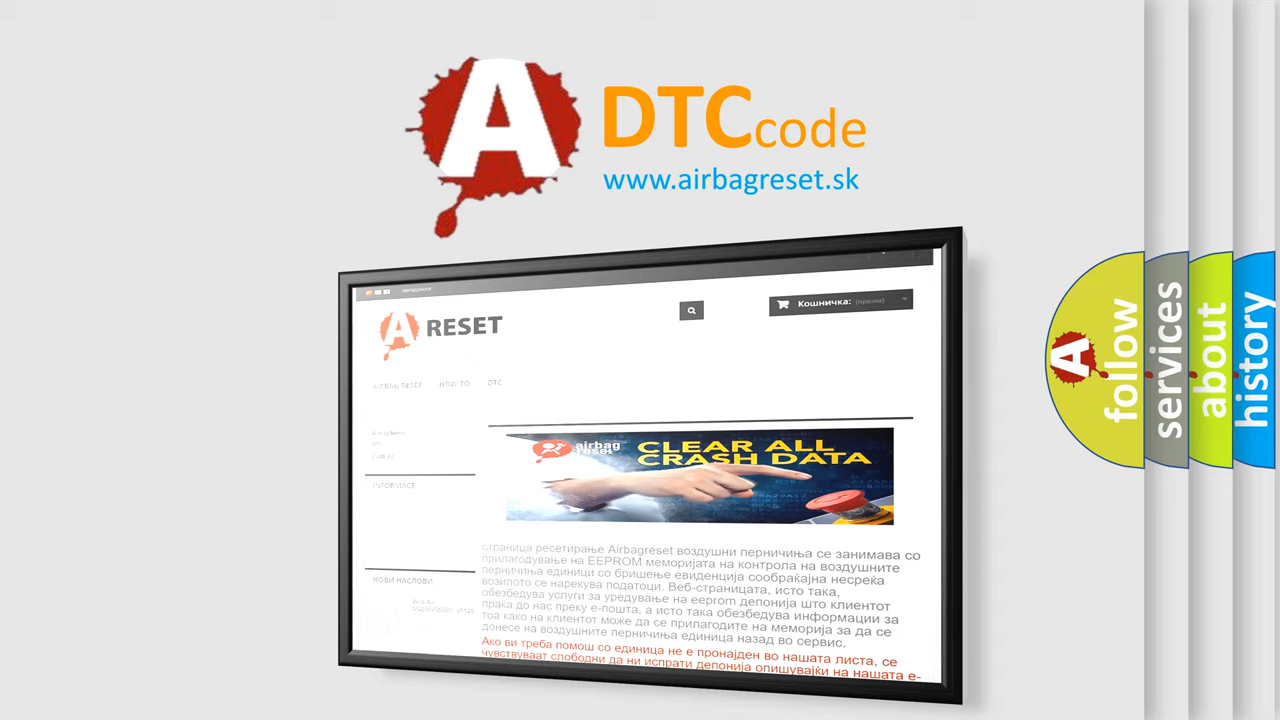 A
DTCcode
www.airbagreset.sk
A RESET
Кошничка: (празен)
AIRBAG RESET HOW TO DTC
airbag
reset
CLEAR ALL
CRASH DATA
INFORMACE
страница ресетирање Airbagreset воздушни перничиња се занимава со
прилагодување на EEPROM меморијата на контрола на воздушните
перничиња единици со бришење евиденција сообраќајна несреќа
возилото се нарекува податоци. Веб-страницата, исто така,
обезбедува услуги за уредување на eeprom депонија што клиентот
праќа до нас преку е-пошта, а исто така обезбедува информации за
тоа како на клиентот може да се прилагодите на меморија за да се
донесе на воздушните перничиња единица назад во сервис.
Ако ви треба помош со единица не е пронајден во нашата листа, се
чувствуваат слободни да ни испрати депонија опишувајќи на нашата е-
НОВИ НАСЛОВИ
A
follow
services
about
history